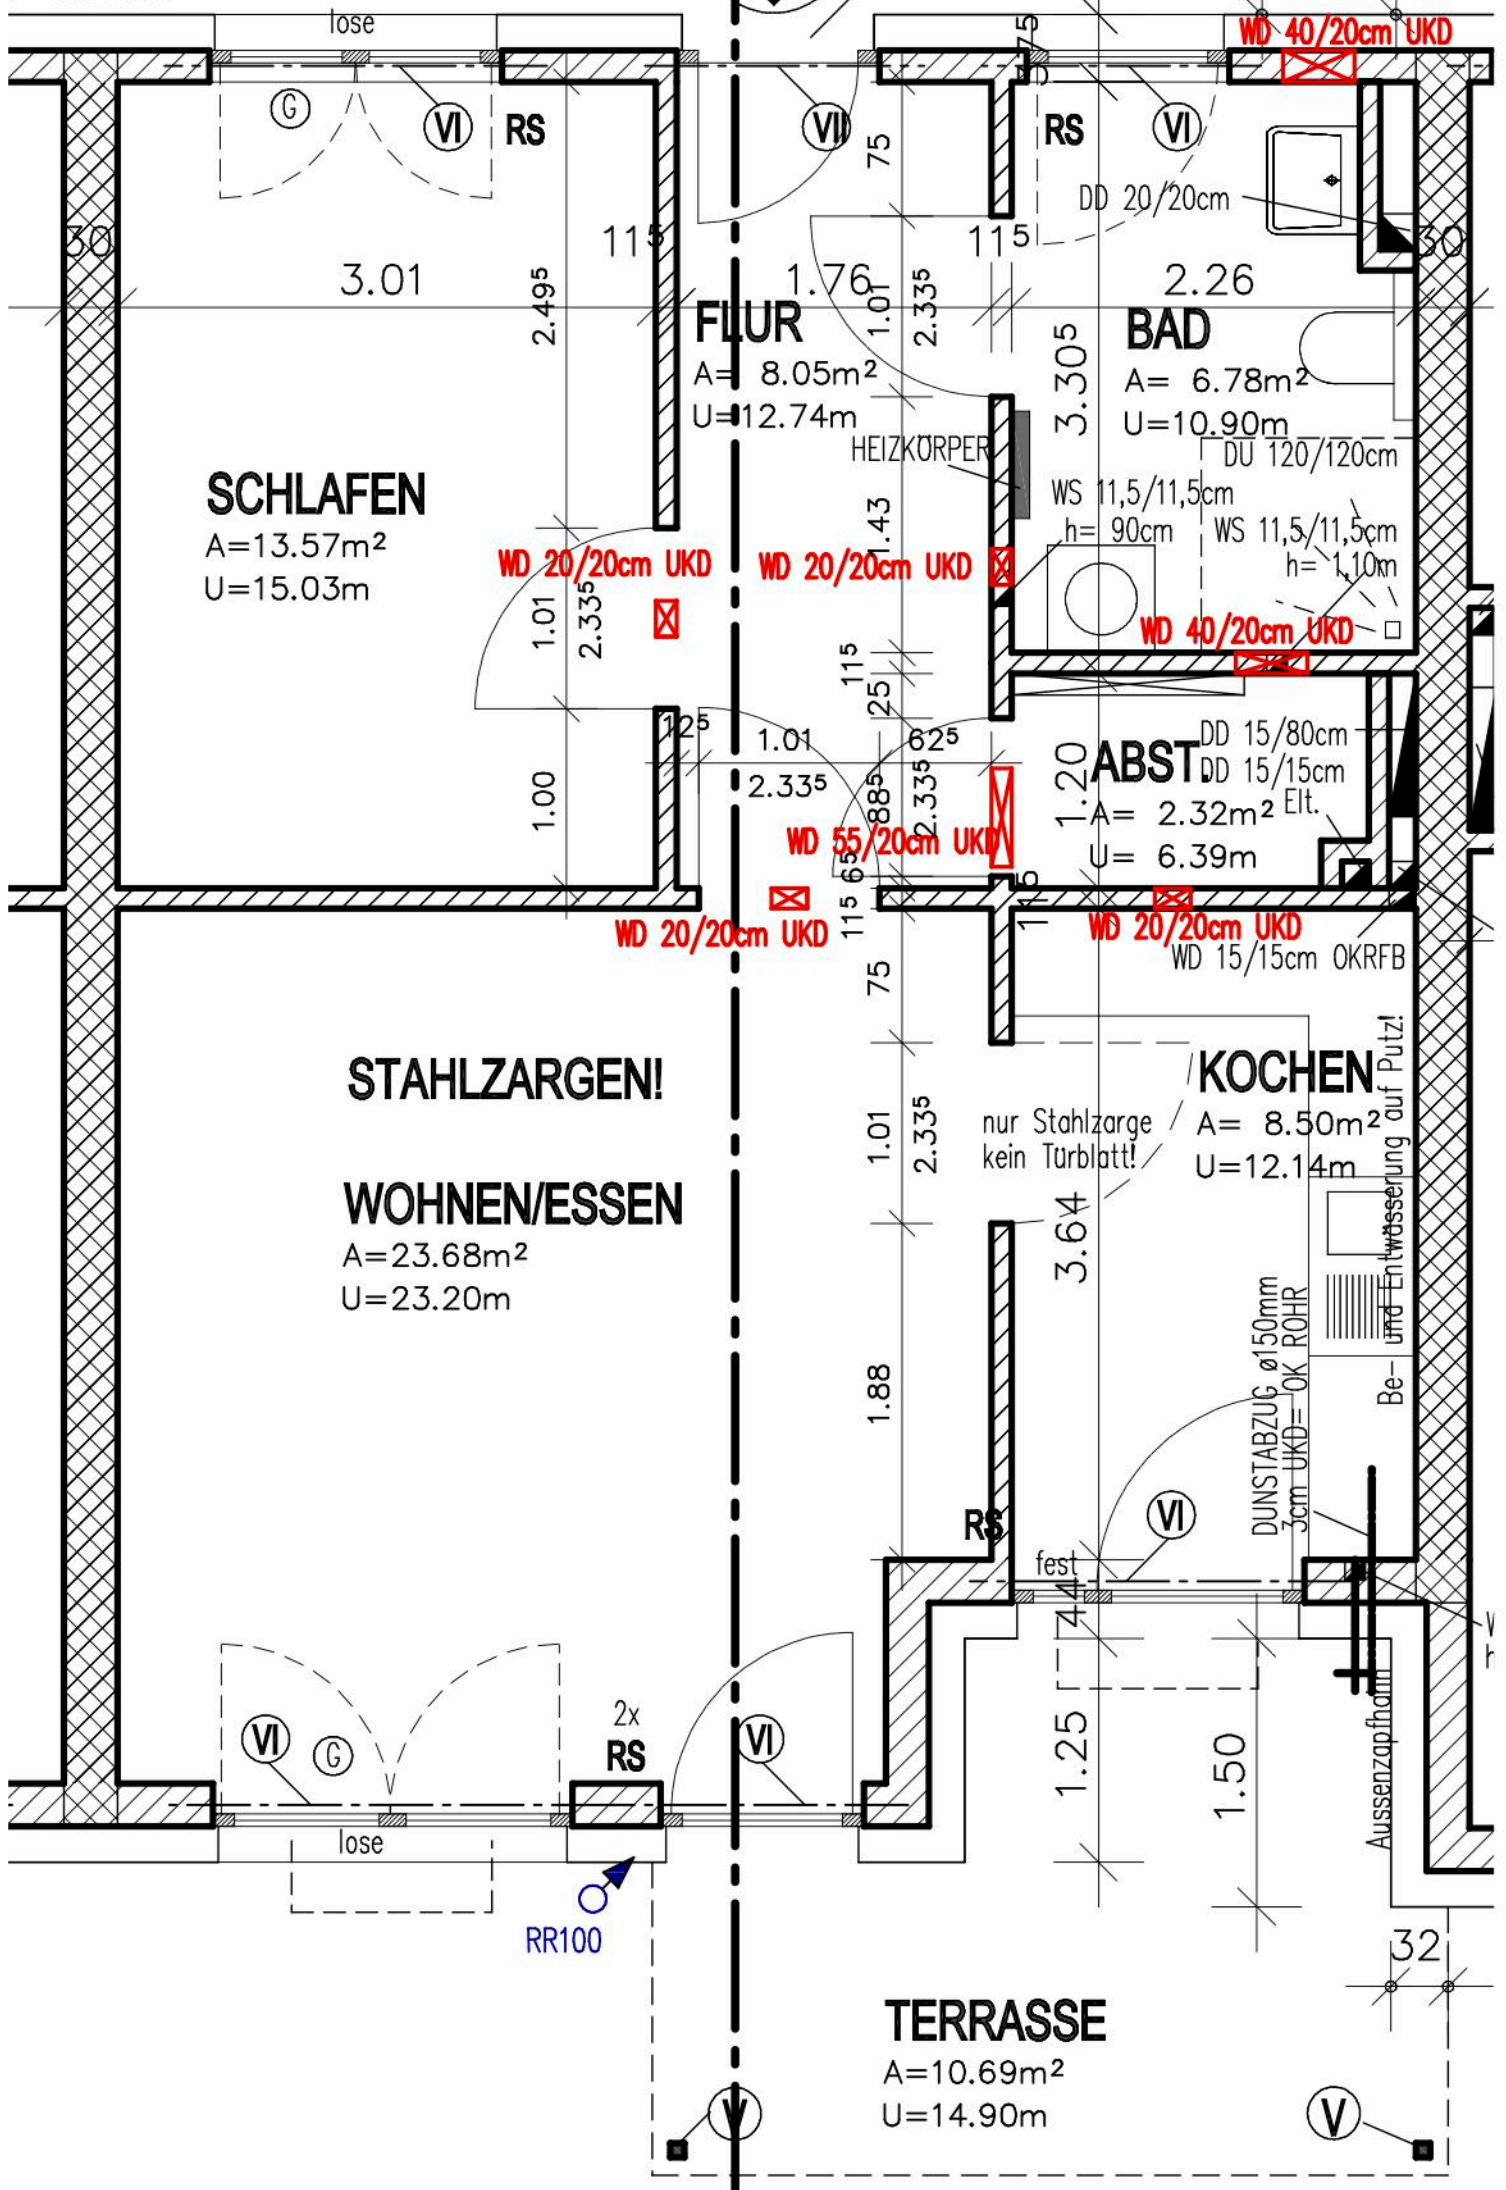 lose
WD 40/20cm UKD
G
VI
RS
VII
RS
VI
37⁵
75
DD 20/20cm
30
11⁵
11⁵
30
3.01
1.76
2.26
2.49⁵
1.01
2.33⁵
FLUR
A= 8.05m²
U=12.74m
BAD
A= 6.78m²
U=10.90m
3.30⁵
HEIZKÖRPER
DU 120/120cm
SCHLAFEN
A=13.57m²
U=15.03m
WS 11,5/11,5cm
h= 90cm
WS 11,5/11,5cm
h= 1,10m
1.43
WD 20/20cm UKD
WD 20/20cm UKD
1.01
2.33⁵
WD 40/20cm UKD
11⁵
25
12⁵
1.01
2.33⁵
62⁵
88⁵
2.33⁵
1.00
1.20
ABST.
A= 2.32m²
U= 6.39m
DD 15/80cm
DD 15/15cm
Elt.
WD 55/20cm UKD
6⁵
11⁵
11⁵
WD 20/20cm UKD
WD 20/20cm UKD
WD 15/15cm OKRFB
75
STAHLZARGEN!
KOCHEN
A= 8.50m²
U=12.14m
1.01
2.33⁵
nur Stahlzarge
kein Türblatt!
Be- und Entwässerung auf Putz!
WOHNEN/ESSEN
A=23.68m²
U=23.20m
3.64
1.88
DUNSTABZUG ø150mm
3cm UKD= OK ROHR
RS
VI
fest
44
VI
G
2x
RS
VI
1.25
1.50
Aussenzapfhahn
lose
RR100
32
TERRASSE
A=10.69m²
U=14.90m
V
V